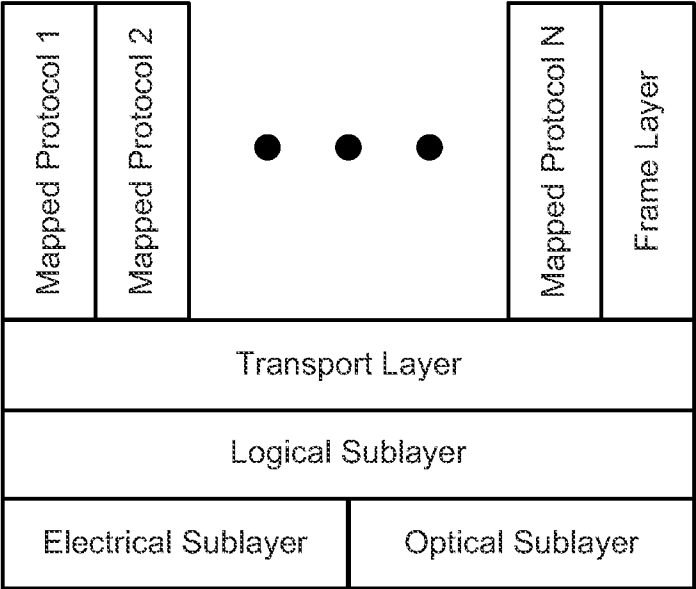 Mapped Protocol 1
Mapped Protocol 2
Mapped Protocol N
Frame Layer
Transport Layer
Logical Sublayer
Electrical Sublayer
Optical Sublayer